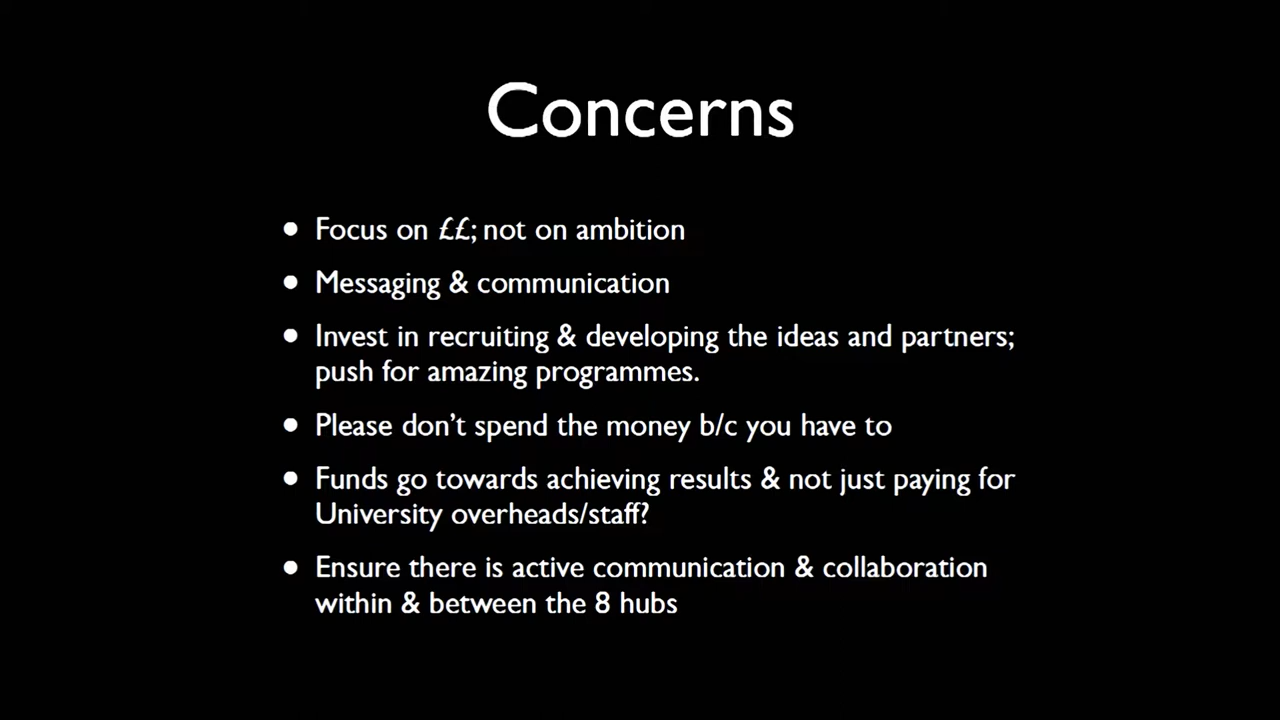 Concerns
• Focus on ££; not on ambition
• Messaging & communication
• Invest in recruiting & developing the ideas and partners;
push for amazing programmes.
• Please don’t spend the money b/c you have to
• Funds go towards achieving results & not just paying for
University overheads/staff?
• Ensure there is active communication & collaboration
within & between the 8 hubs